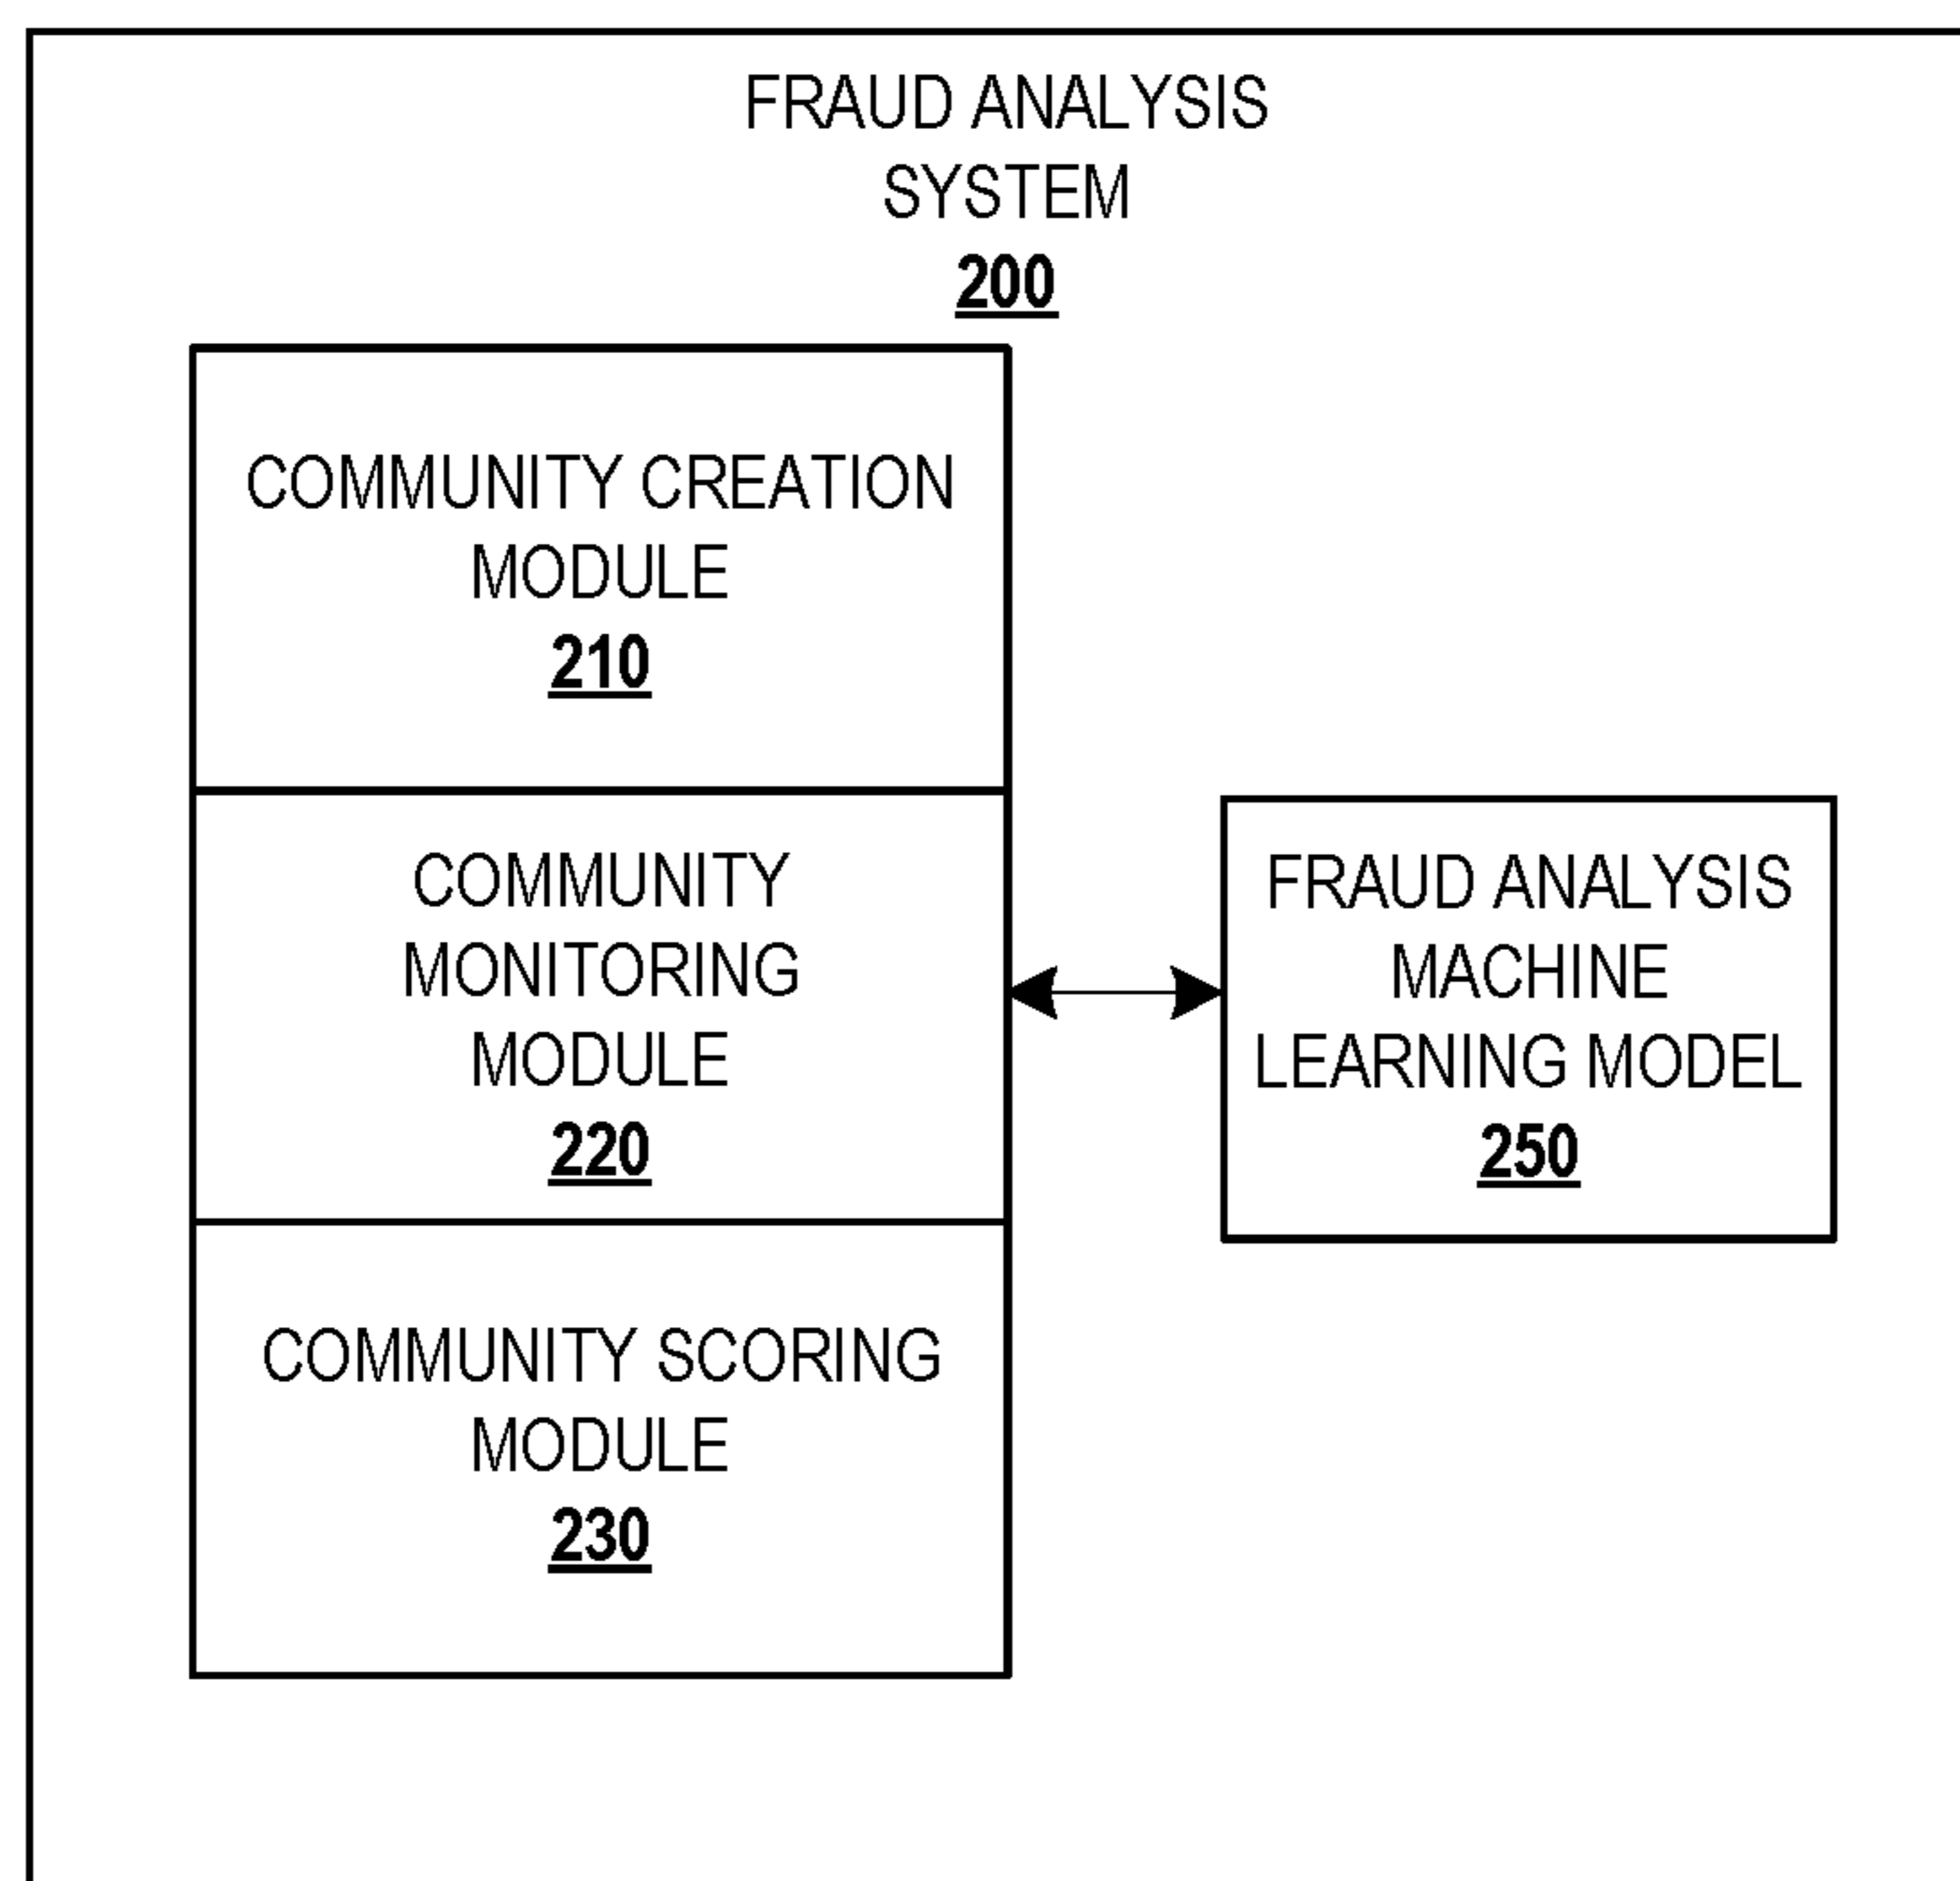 FRAUD ANALYSIS
SYSTEM
200
COMMUNITY CREATION
MODULE
210
COMMUNITY
MONITORING
MODULE
220
COMMUNITY SCORING
MODULE
230
FRAUD ANALYSIS
MACHINE
LEARNING MODEL
250